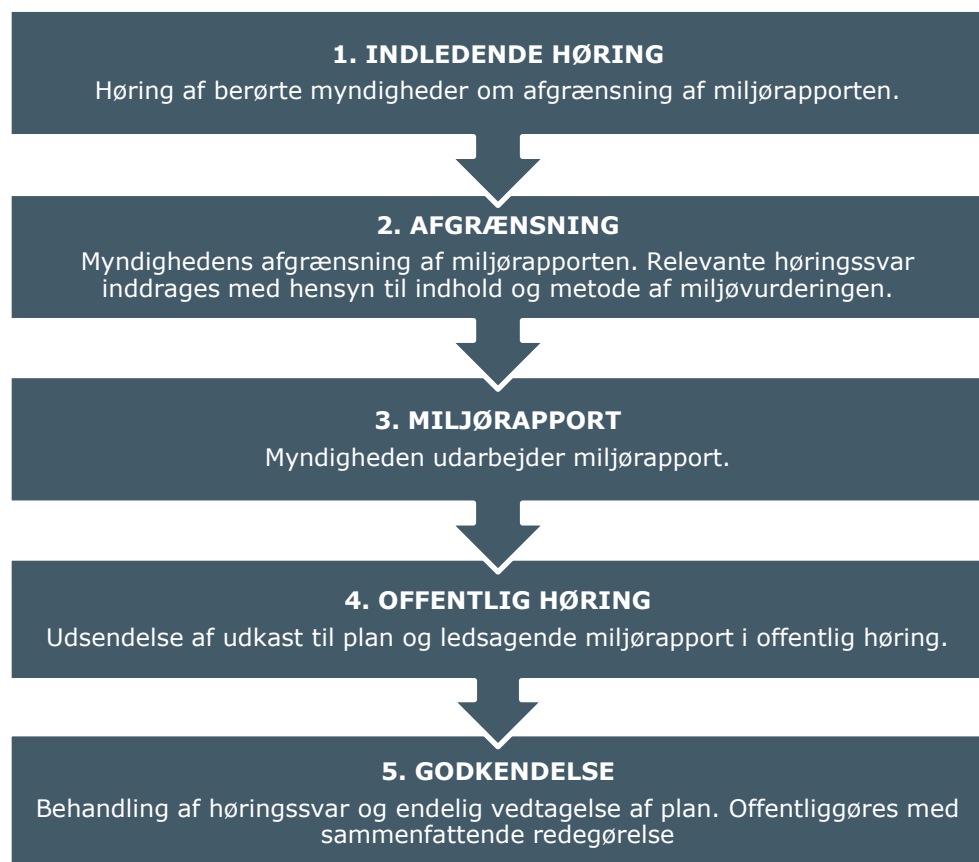 1. INDLEDENDE HØRING
Høring af berørte myndigheder om afgrænsning af miljørapporten.
2. AFGRÆNSNING
Myndighedens afgrænsning af miljørapporten. Relevante høringssvar
inddrages med hensyn til indhold og metode af miljøvurderingen.
3. MILJØRAPPORT
Myndigheden udarbejder miljørapport.
4. OFFENTLIG HØRING
Udsendelse af udkast til plan og ledsagende miljørapport i offentlig høring.
5. GODKENDELSE
Behandling af høringssvar og endelig vedtagelse af plan. Offentliggøres med
sammenfattende redegørelse